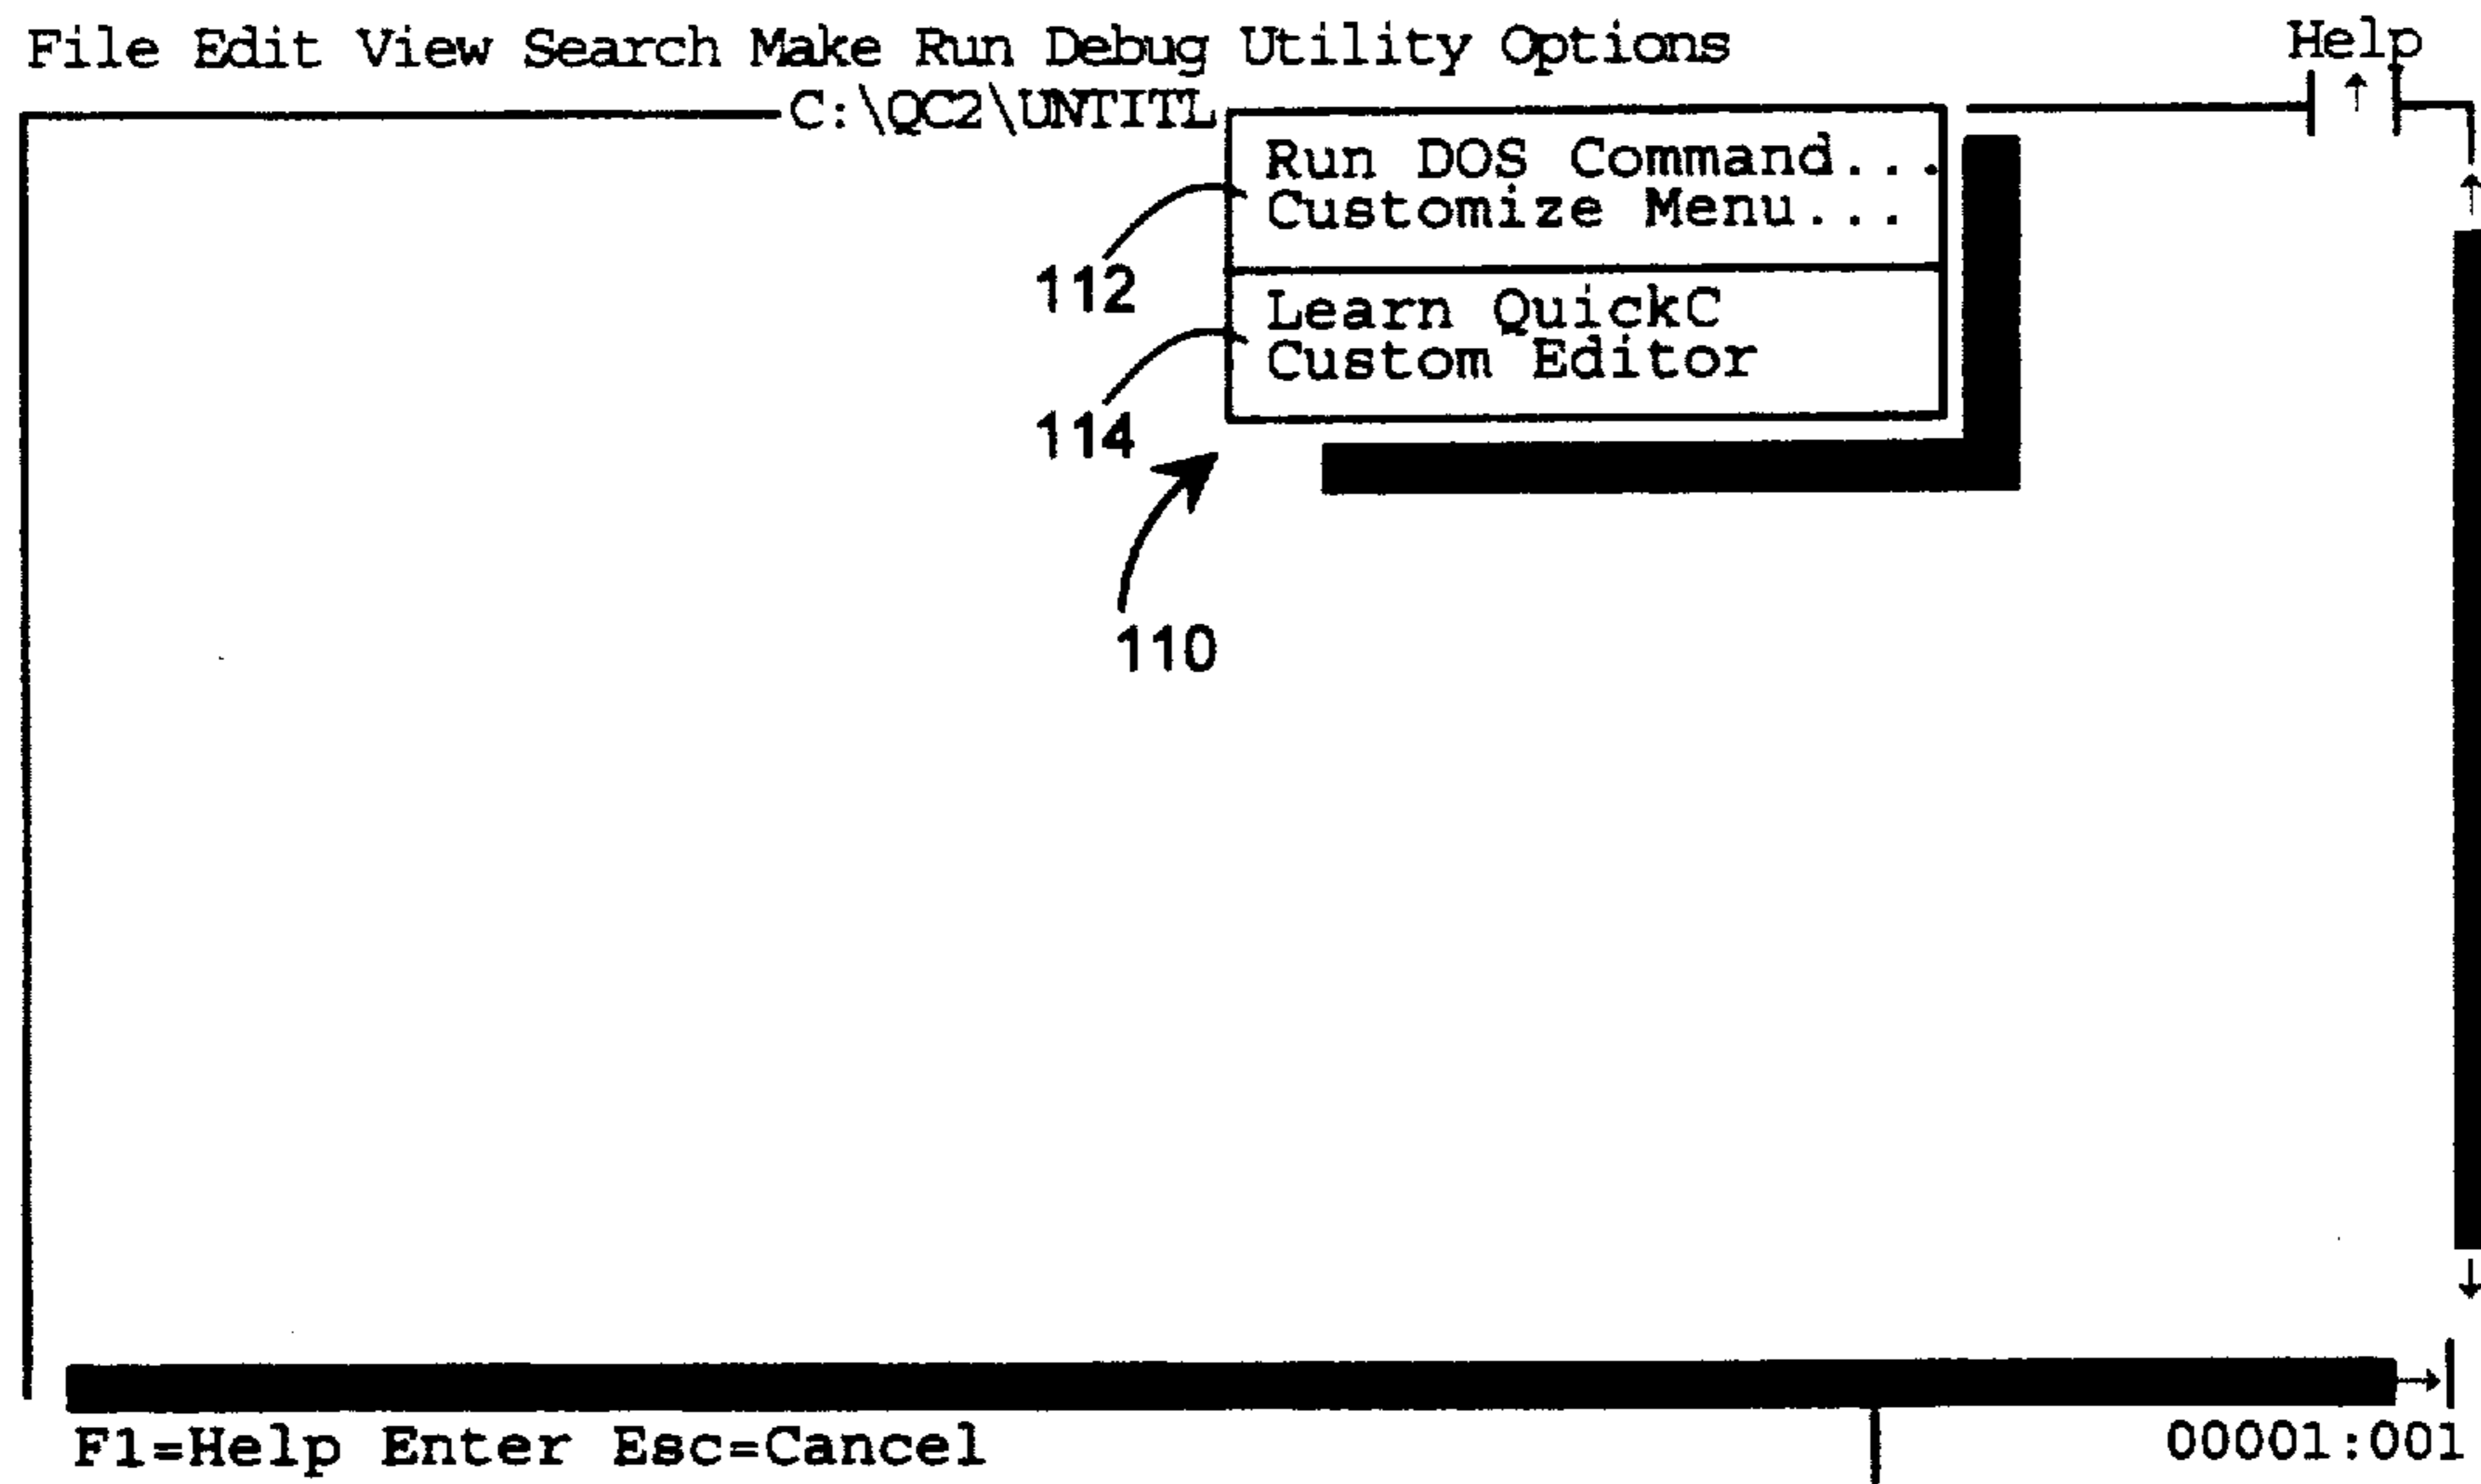 File Edit View Search Make Run Debug Utility Options Help
C:\QC2\UNTITL
Run DOS Command...
Customize Menu...
112
Learn QuickC
Custom Editor
114
110
F1=Help Enter Esc=Cancel 00001:001